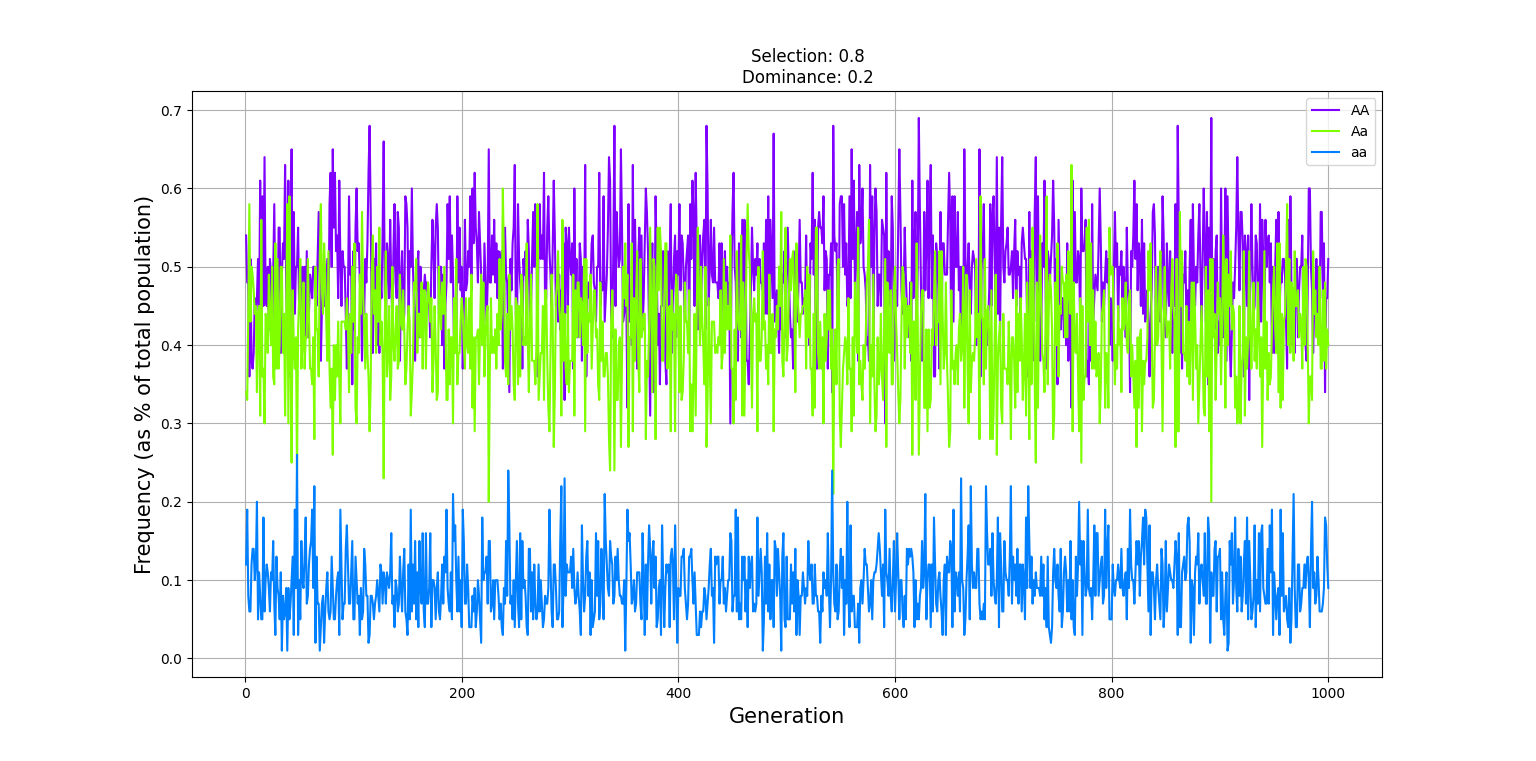 Selection: 0.8
Dominance: 0.2
AA
Aa
aa
Frequency (as % of total population)
0.7
0.6
0.5
0.4
0.3
0.2
0.1
0.0
0 200 400 600 800 1000
Generation